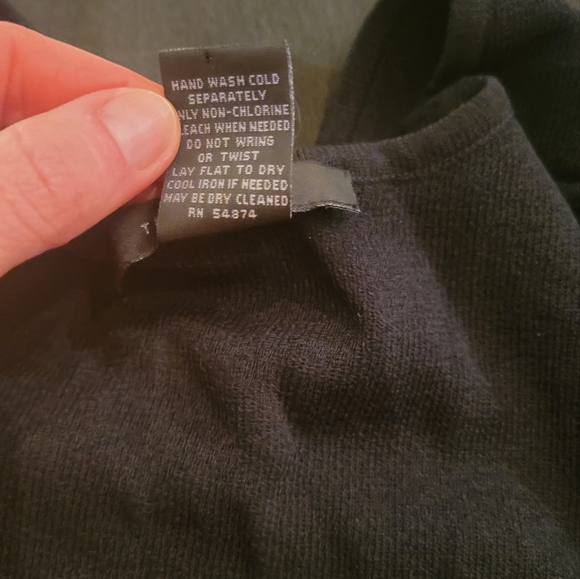 HAND WASH COLD
SEPARATELY
NLY NON-CHLORINE
LEACH WHEN NEEDED
DO NOT WRING
OR TWIST
LAY FLAT TO DRY
COOL IRON IF NEEDED
MAY BE DRY CLEANED
RN 54874